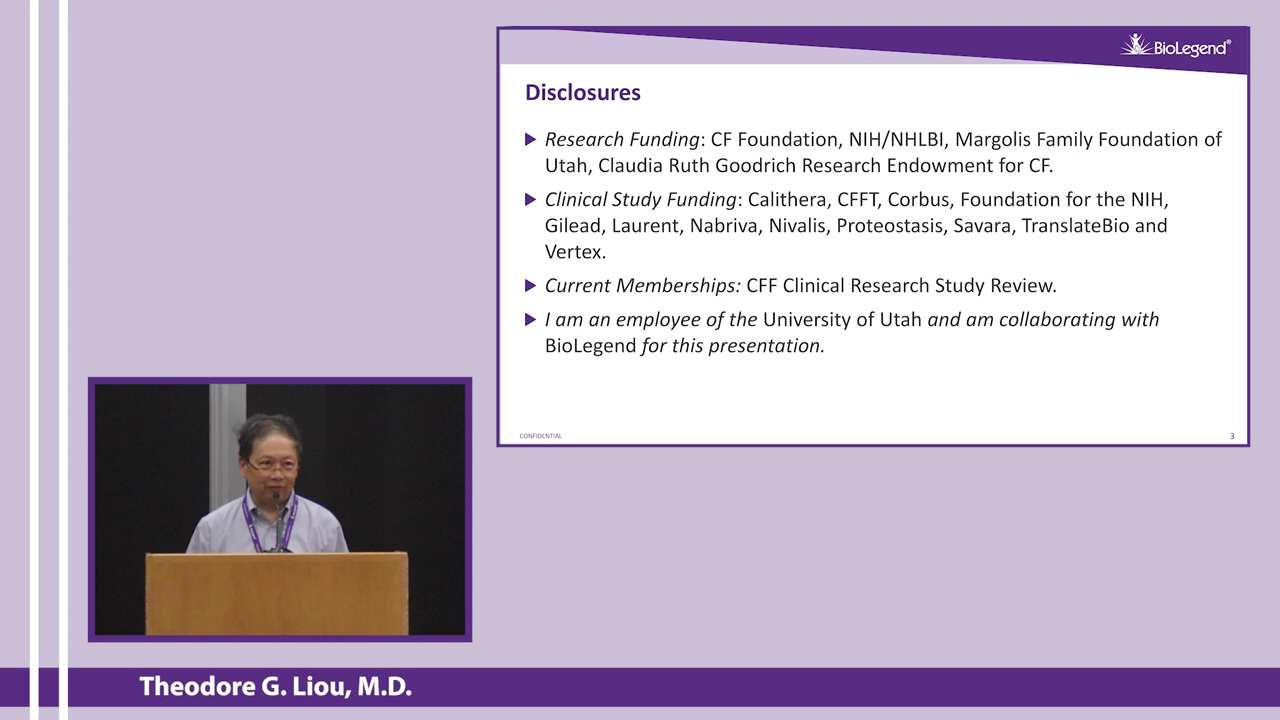 BioLegend®
Disclosures
Research Funding: CF Foundation, NIH/NHLBI, Margolis Family Foundation of
Utah, Claudia Ruth Goodrich Research Endowment for CF.
Clinical Study Funding: Calithera, CFFT, Corbus, Foundation for the NIH,
Gilead, Laurent, Nabriva, Nivalis, Proteostasis, Savara, TranslateBio and
Vertex.
Current Memberships: CFF Clinical Research Study Review.
I am an employee of the University of Utah and am collaborating with
BioLegend for this presentation.
CONFIDENTIAL
3
Theodore G. Liou, M.D.